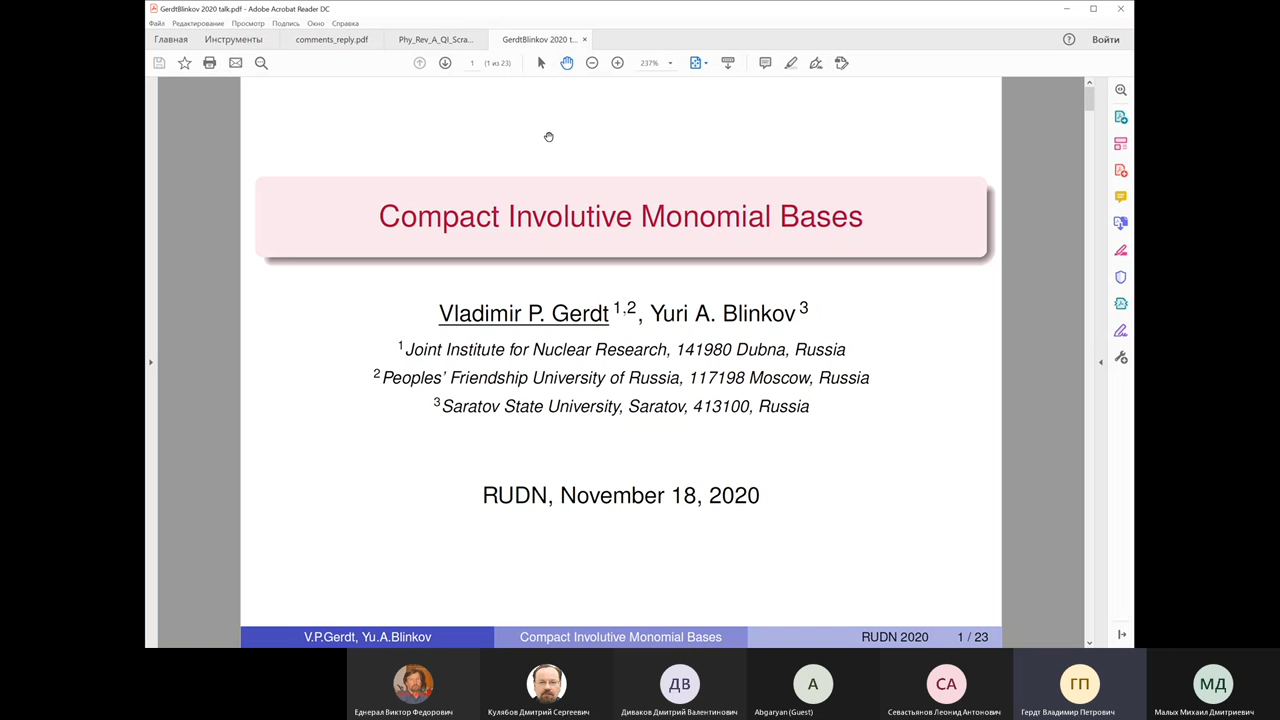 GerdtBlinkov 2020 talk.pdf - Adobe Acrobat Reader DC
Файл Редактирование Просмотр Подпись Окно Справка
Главная Инструменты comments_reply.pdf Phy_Rev_A_QI_Scra... GerdtBlinkov 2020 t... × Войти
1 (1 из 23) 237%
Compact Involutive Monomial Bases
Vladimir P. Gerdt 1,2, Yuri A. Blinkov 3
1 Joint Institute for Nuclear Research, 141980 Dubna, Russia
2 Peoples' Friendship University of Russia, 117198 Moscow, Russia
3 Saratov State University, Saratov, 413100, Russia
RUDN, November 18, 2020
V.P.Gerdt, Yu.A.Blinkov Compact Involutive Monomial Bases RUDN 2020 1 / 23
ДВ А СА ГП МД
Еднерал Виктор Федорович Кулябов Дмитрий Сергеевич Диваков Дмитрий Валентинович Abgaryan (Guest) Севастьянов Леонид Антонович Гердт Владимир Петрович Малых Михаил Дмитриевич